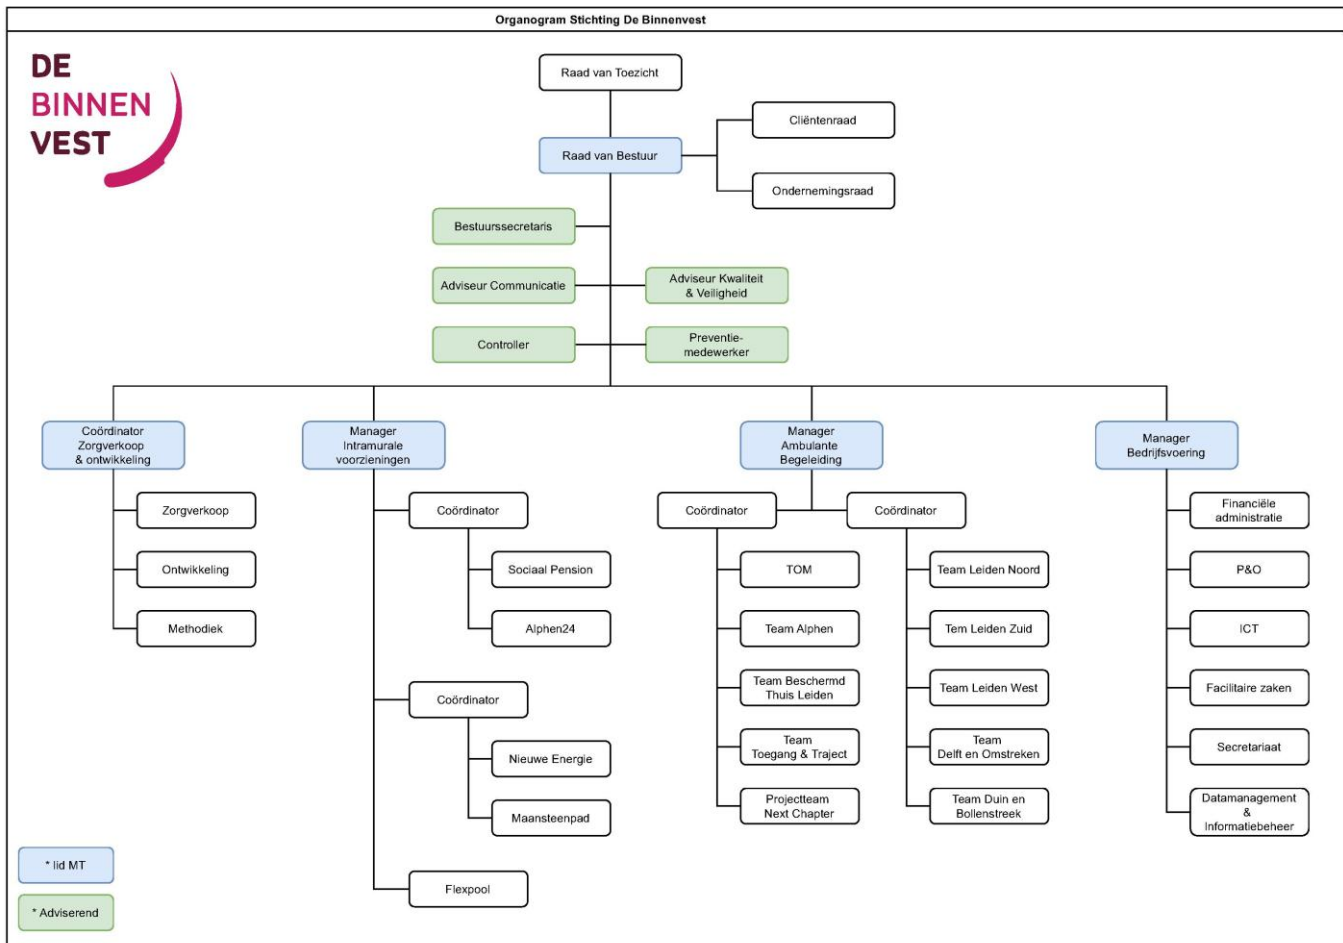 Organogram Stichting De Binnenvest
DE
BINNEN
VEST
Raad van Toezicht
Cliëntenraad
Raad van Bestuur
Ondernemingsraad
Bestuurssecretaris
Adviseur Communicatie
Adviseur Kwaliteit
& Veiligheid
Controller
Preventie-
medewerker
Coördinator
Zorgverkoop
& ontwikkeling
Zorgverkoop
Ontwikkeling
Methodiek
Manager
Intramurale
voorzieningen
Coördinator
Sociaal Pension
Alphen24
Coördinator
Nieuwe Energie
Maansteenpad
Flexpool
Manager
Ambulante
Begeleiding
Coördinator
TOM
Team Alphen
Team Beschermd
Thuis Leiden
Team
Toegang & Traject
Projectteam
Next Chapter
Coördinator
Team Leiden Noord
Tem Leiden Zuid
Team Leiden West
Team
Delft en Omstreken
Team Duin en
Bollenstreek
Manager
Bedrijfsvoering
Financiële
administratie
P&O
ICT
Facilitaire zaken
Secretariaat
Datamanagement
&
Informatiebeheer
* lid MT
* Adviserend